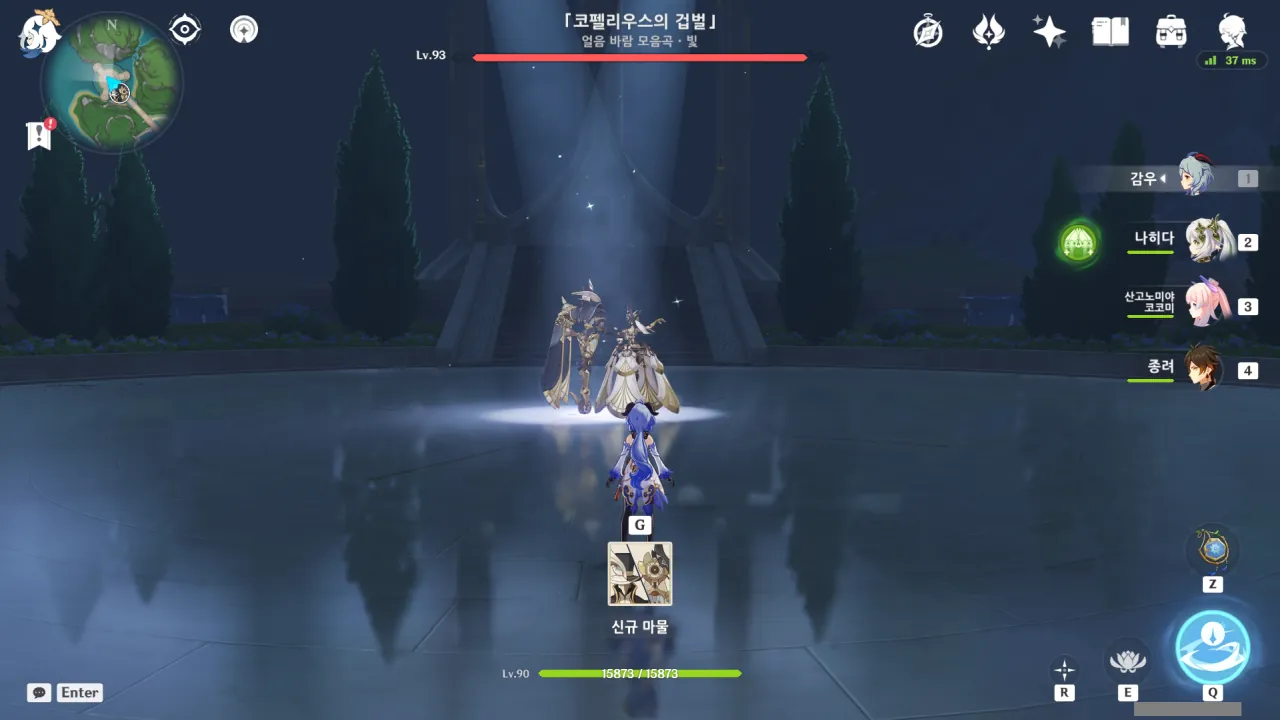 N
「코펠리우스의 겁벌」
얼음 바람 모음곡 · 빛
Lv.93
37 ms
감우
1
나히다
2
산고노미야
코코미
3
종려
4
G
신규 마물
Lv.90
15873 / 15873
Z
R
E
Q
Enter